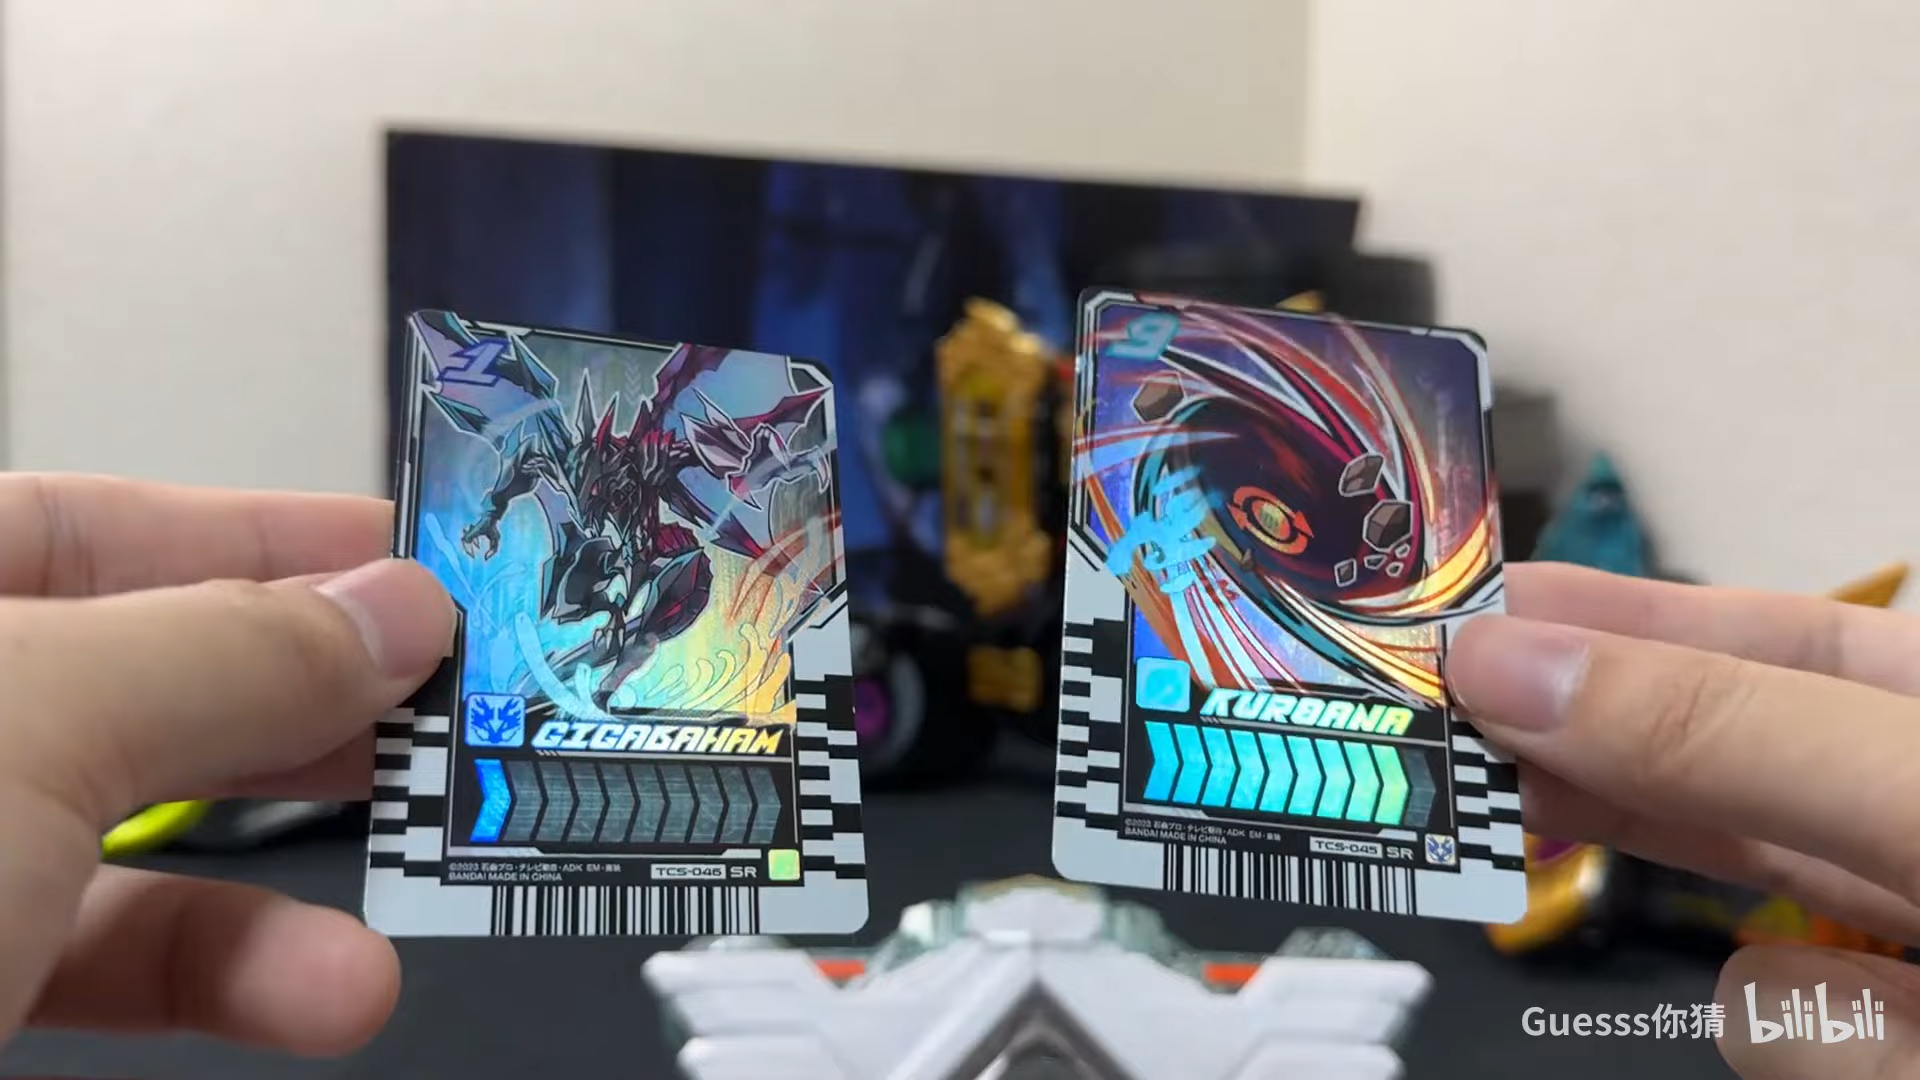 1
GIGABAHAM
©2023 石森プロ・テレビ朝日・ADK EM・東映
BANDAI MADE IN CHINA
TCS-046 SR
9
KUROANA
©2023 石森プロ・テレビ朝日・ADK EM・東映
BANDAI MADE IN CHINA
TCS-045 SR
Guesss你猜 bilibili